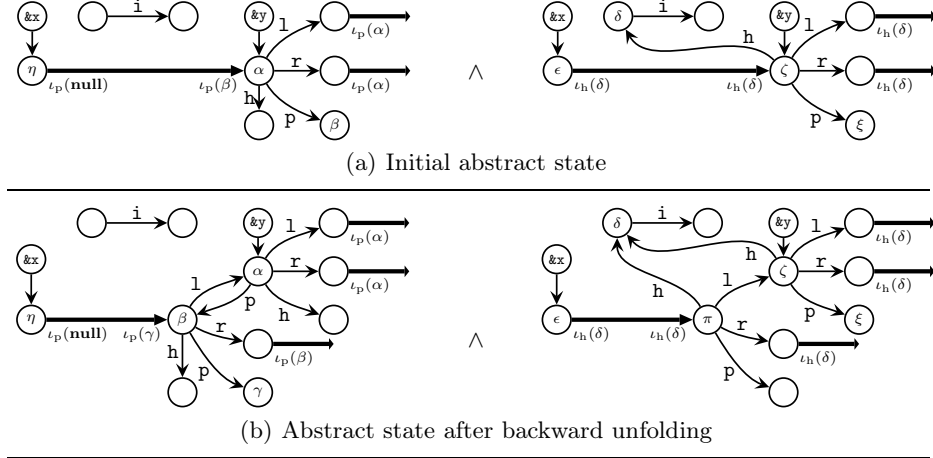 &x i &y l ι_p(α)
η ι_p(null) ι_p(β) α r ι_p(α)
h p β
∧
&x δ i &y l ι_h(δ)
h
ε ι_h(δ) ι_h(δ) ζ r ι_h(δ)
p ξ
(a) Initial abstract state
i &y l ι_p(α)
&x l α r ι_p(α)
p h
η ι_p(null) ι_p(γ) β r ι_p(β)
h p γ
∧
δ i &y l ι_h(δ)
&x h l ζ r ι_h(δ)
h p ξ
ε ι_h(δ) ι_h(δ) π r ι_h(δ)
p
(b) Abstract state after backward unfolding